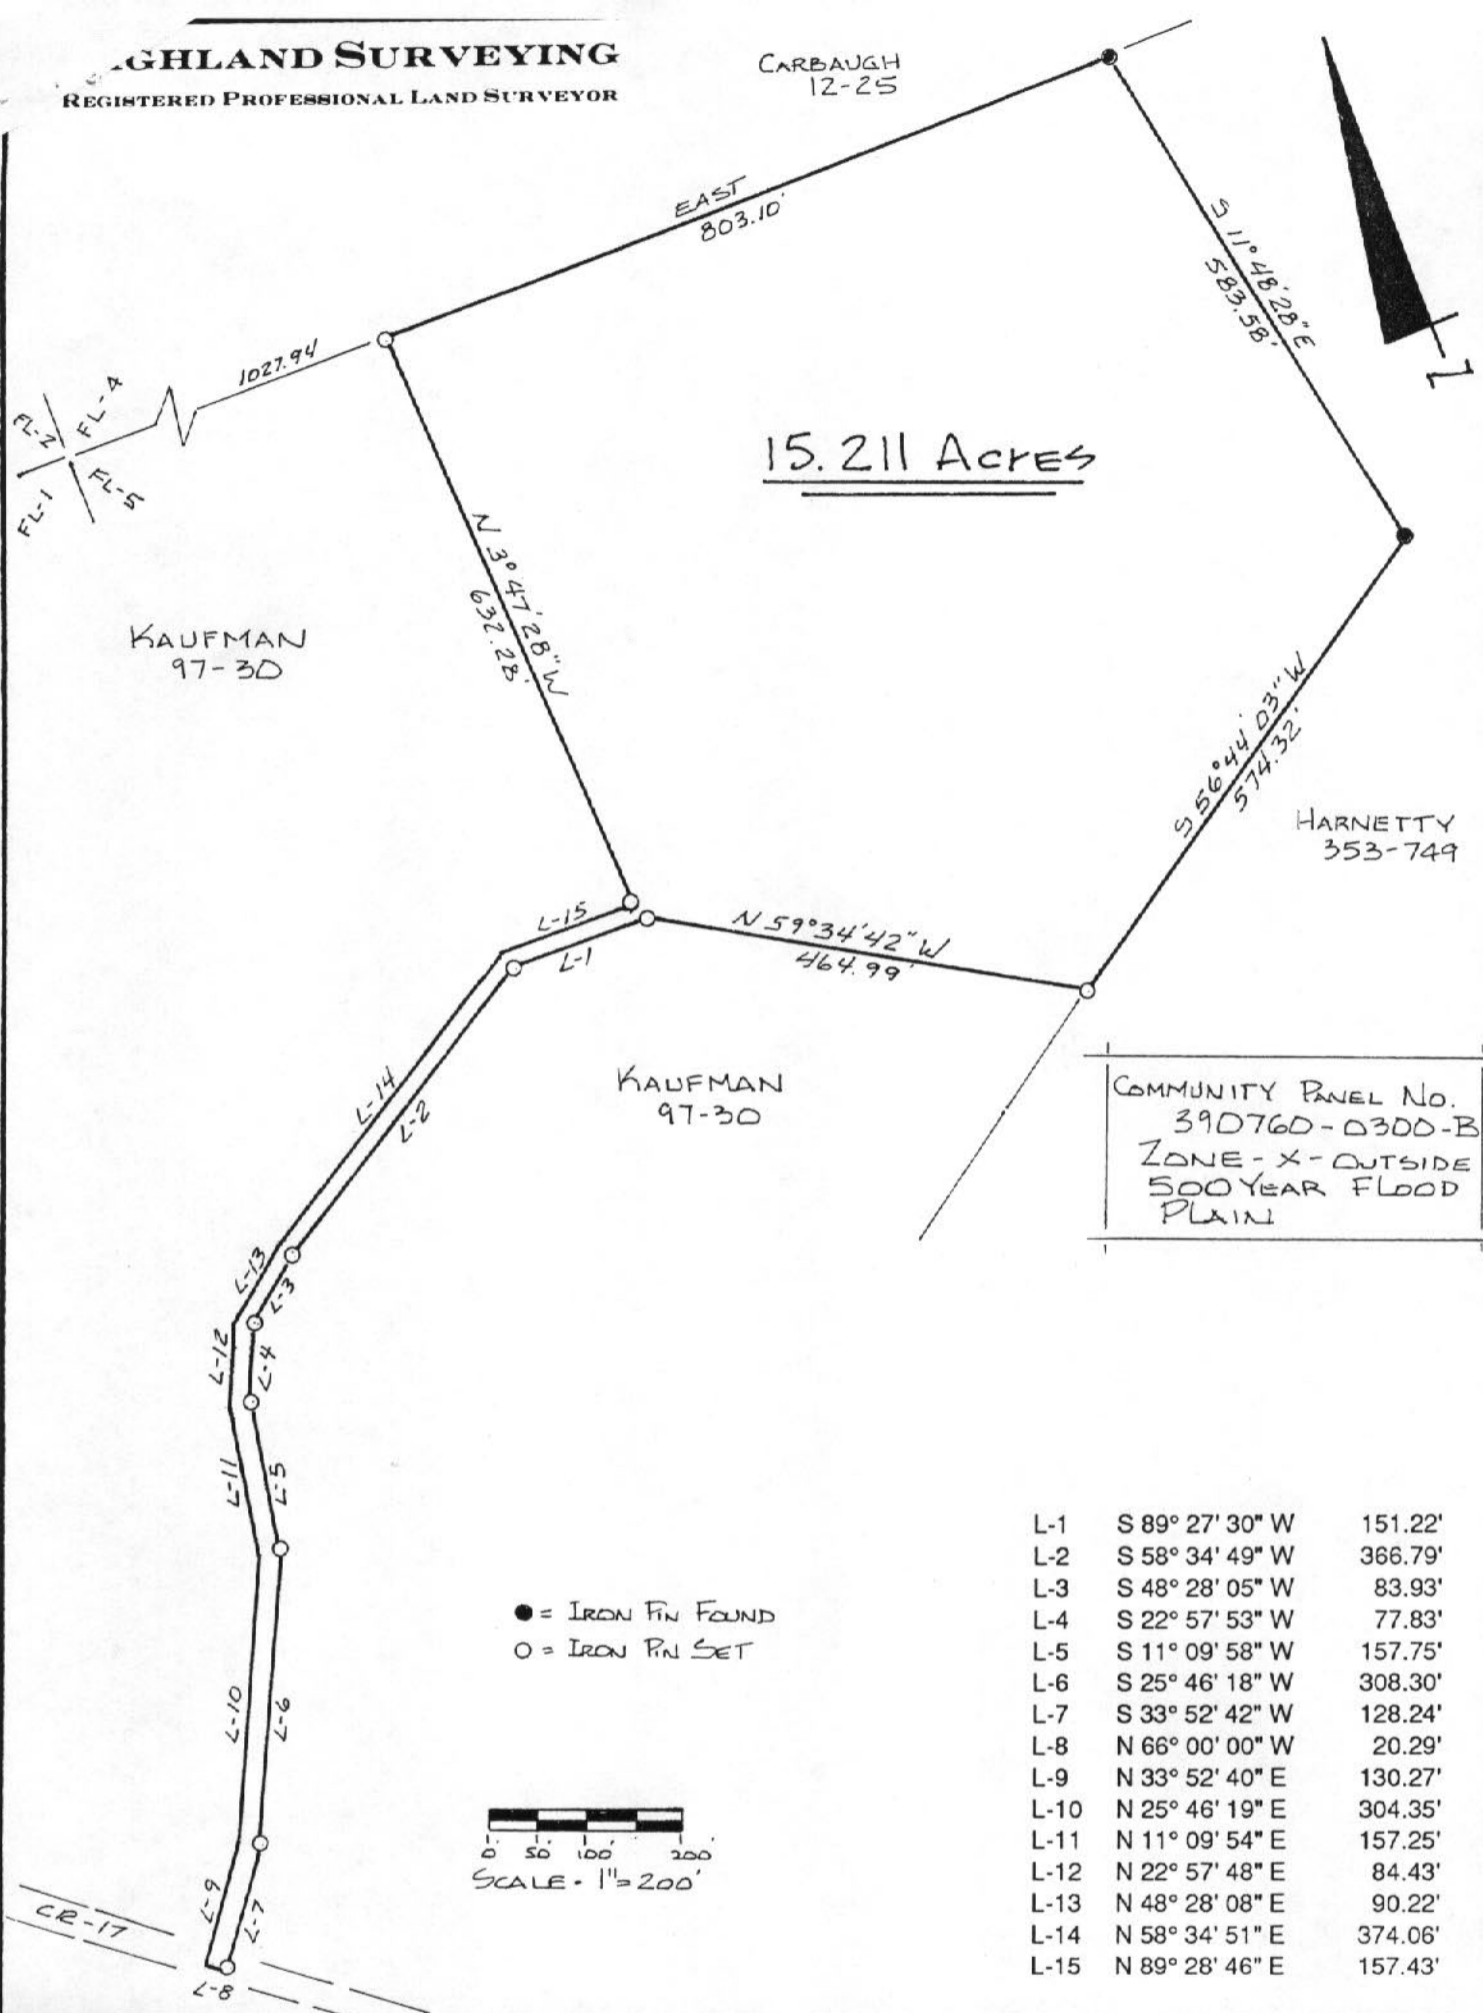 GHLAND SURVEYING
REGISTERED PROFESSIONAL LAND SURVEYOR
CARBAUGH
12-25
EAST
803.10'
S 11° 48' 28" E
583.58'
1027.94'
FL-2
FL-4
FL-1
FL-5
15.211 Acres
N 3° 47' 28" W
632.28'
KAUFMAN
97-30
S 56° 44' 03" W
574.32'
HARNETTY
353-749
L-15
L-1
N 59° 34' 42" W
464.99'
L-14
L-2
KAUFMAN
97-30
COMMUNITY PANEL NO.
390760-0300-B
ZONE-X-OUTSIDE
500 YEAR FLOOD
PLAIN
L-13
L-3
L-12
L-4
L-11
L-5
L-10
L-6
L-9
L-7
L-8
CR-17
= IRON PIN FOUND
= IRON PIN SET
0' 50' 100' 200'
SCALE - 1"=200'
L-1 S 89° 27' 30" W 151.22'
L-2 S 58° 34' 49" W 366.79'
L-3 S 48° 28' 05" W 83.93'
L-4 S 22° 57' 53" W 77.83'
L-5 S 11° 09' 58" W 157.75'
L-6 S 25° 46' 18" W 308.30'
L-7 S 33° 52' 42" W 128.24'
L-8 N 66° 00' 00" W 20.29'
L-9 N 33° 52' 40" E 130.27'
L-10 N 25° 46' 19" E 304.35'
L-11 N 11° 09' 54" E 157.25'
L-12 N 22° 57' 48" E 84.43'
L-13 N 48° 28' 08" E 90.22'
L-14 N 58° 34' 51" E 374.06'
L-15 N 89° 28' 46" E 157.43'